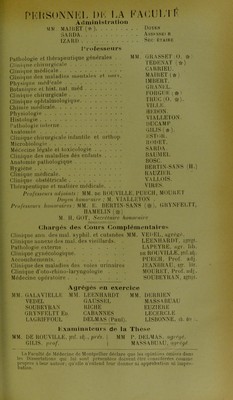 PERSONNEL DE LA FACULTÉ
Administration
MM. MAIRET (✻) Doyen
SARDA Assesseur
IZARD Secrétaire
Professeurs
Pathologie et thérapeutique générales MM. GRASSET (O. ✻)
Clinique chirurgicale TÉDENAT (✻)
Clinique médicale CARRIEU
Clinique des maladies mentales et nerv. MAIRET (✻)
Physique médicale IMBERT
Botanique et hist. nat. méd. GRANEL
Clinique chirurgicale FORGUE (✻)
Clinique ophtalmologique TRUC (O. ✻)
Chimie médicale VILLE
Physiologie HEDON
Histologie VIALLETON
Pathologie interne DUCAMP
Anatomie GILIS (✻)
Clinique chirurgicale infantile et orthop. ESTOR
Microbiologie RODET
Médecine légale et toxicologie SARDA
Clinique des maladies des enfants BAUMEL
Anatomie pathologique BOSC
Hygiène BERTIN-SANS (H.)
Clinique médicale RAUZIER
Clinique obstétricale VALLOIS
Thérapeutique et matière médicale VIRES
Professeurs adjoints : MM. DE ROUVILLE, PUECH, MOURET
Doyen honoraire : M. VIALLETON
Professeurs honoraires : MM. E. BERTIN-SANS (✻), GRYNFELTT,
HAMELIN (✻)
M. H. GOT, Secrétaire honoraire
Chargés des Cours Complémentaires
Clinique ann. des mal. syphil. et cutanées MM. VEDEL, agrégé
Clinique annexe des mal. des vieillards LEENHARDT, agrég.
Pathologie externe LAPEYRE, agr. lib.
Clinique gynécologique DE ROUVILLE, pr. adj.
Accouchements PUECH, Prof. adj.
Clinique des maladies des voies urinaires JEANBRAU, agr. lib.
Clinique d'oto-rhino-laryngologie MOURET, Prof. adj.
Médecine opératoire SOUBEYRAN, agrégé
Agrégés en exercice
MM. GALAVIELLE MM. LEENHARDT MM. DERRIEN
VEDEL GAUSSEL MASSABUAU
SOUBEYRAN RICHE EUZIERE
GRYNFELTT Ed. CABANNES LECERCLE
LAGRIFFOUL DELMAS (Paul) LISBONNE
Examinateurs de la Thèse
MM. DE ROUVILLE, prof. adj., prés. MM. P. DELMAS, agrégé
GILIS, prof. MASSABUAU, agrégé
La Faculté de Médecine de Montpellier déclare que les opinions émises dans
les Dissertations qui lui sont présentées doivent être considérées comme
propres à leur auteur; qu'elle n'entend leur donner ni approbation ni improbation.